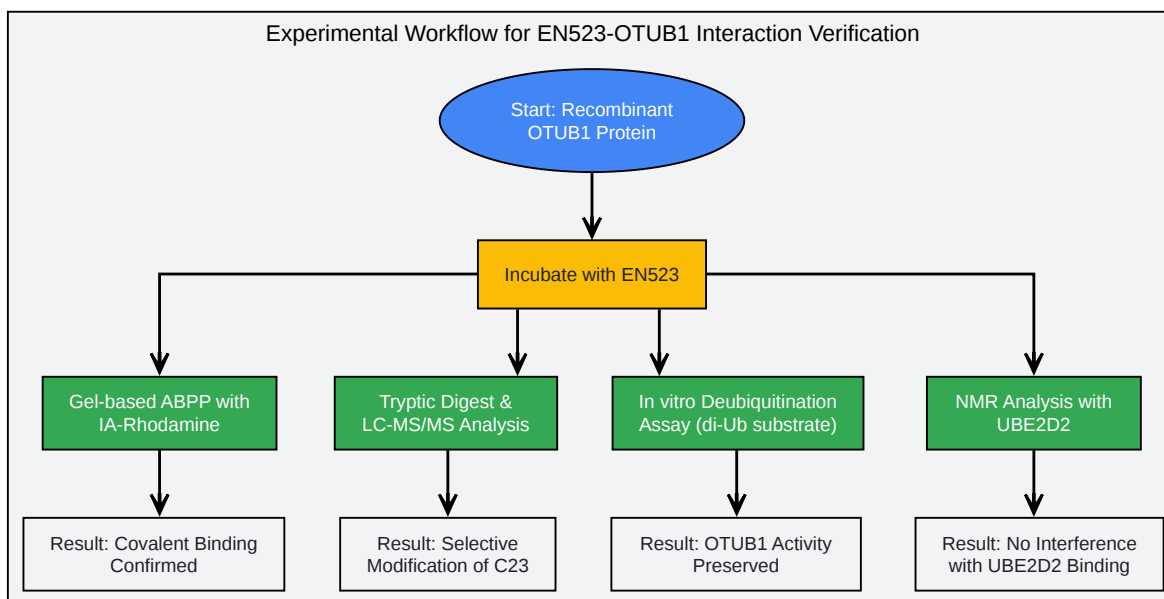 Experimental Workflow for EN523-OTUB1 Interaction Verification
Start: Recombinant
OTUB1 Protein
Incubate with EN523
Gel-based ABPP with
IA-Rhodamine
Tryptic Digest &
LC-MS/MS Analysis
In vitro Deubiquitination
Assay (di-Ub substrate)
NMR Analysis with
UBE2D2
Result: Covalent Binding
Confirmed
Result: Selective
Modification of C23
Result: OTUB1 Activity
Preserved
Result: No Interference
with UBE2D2 Binding